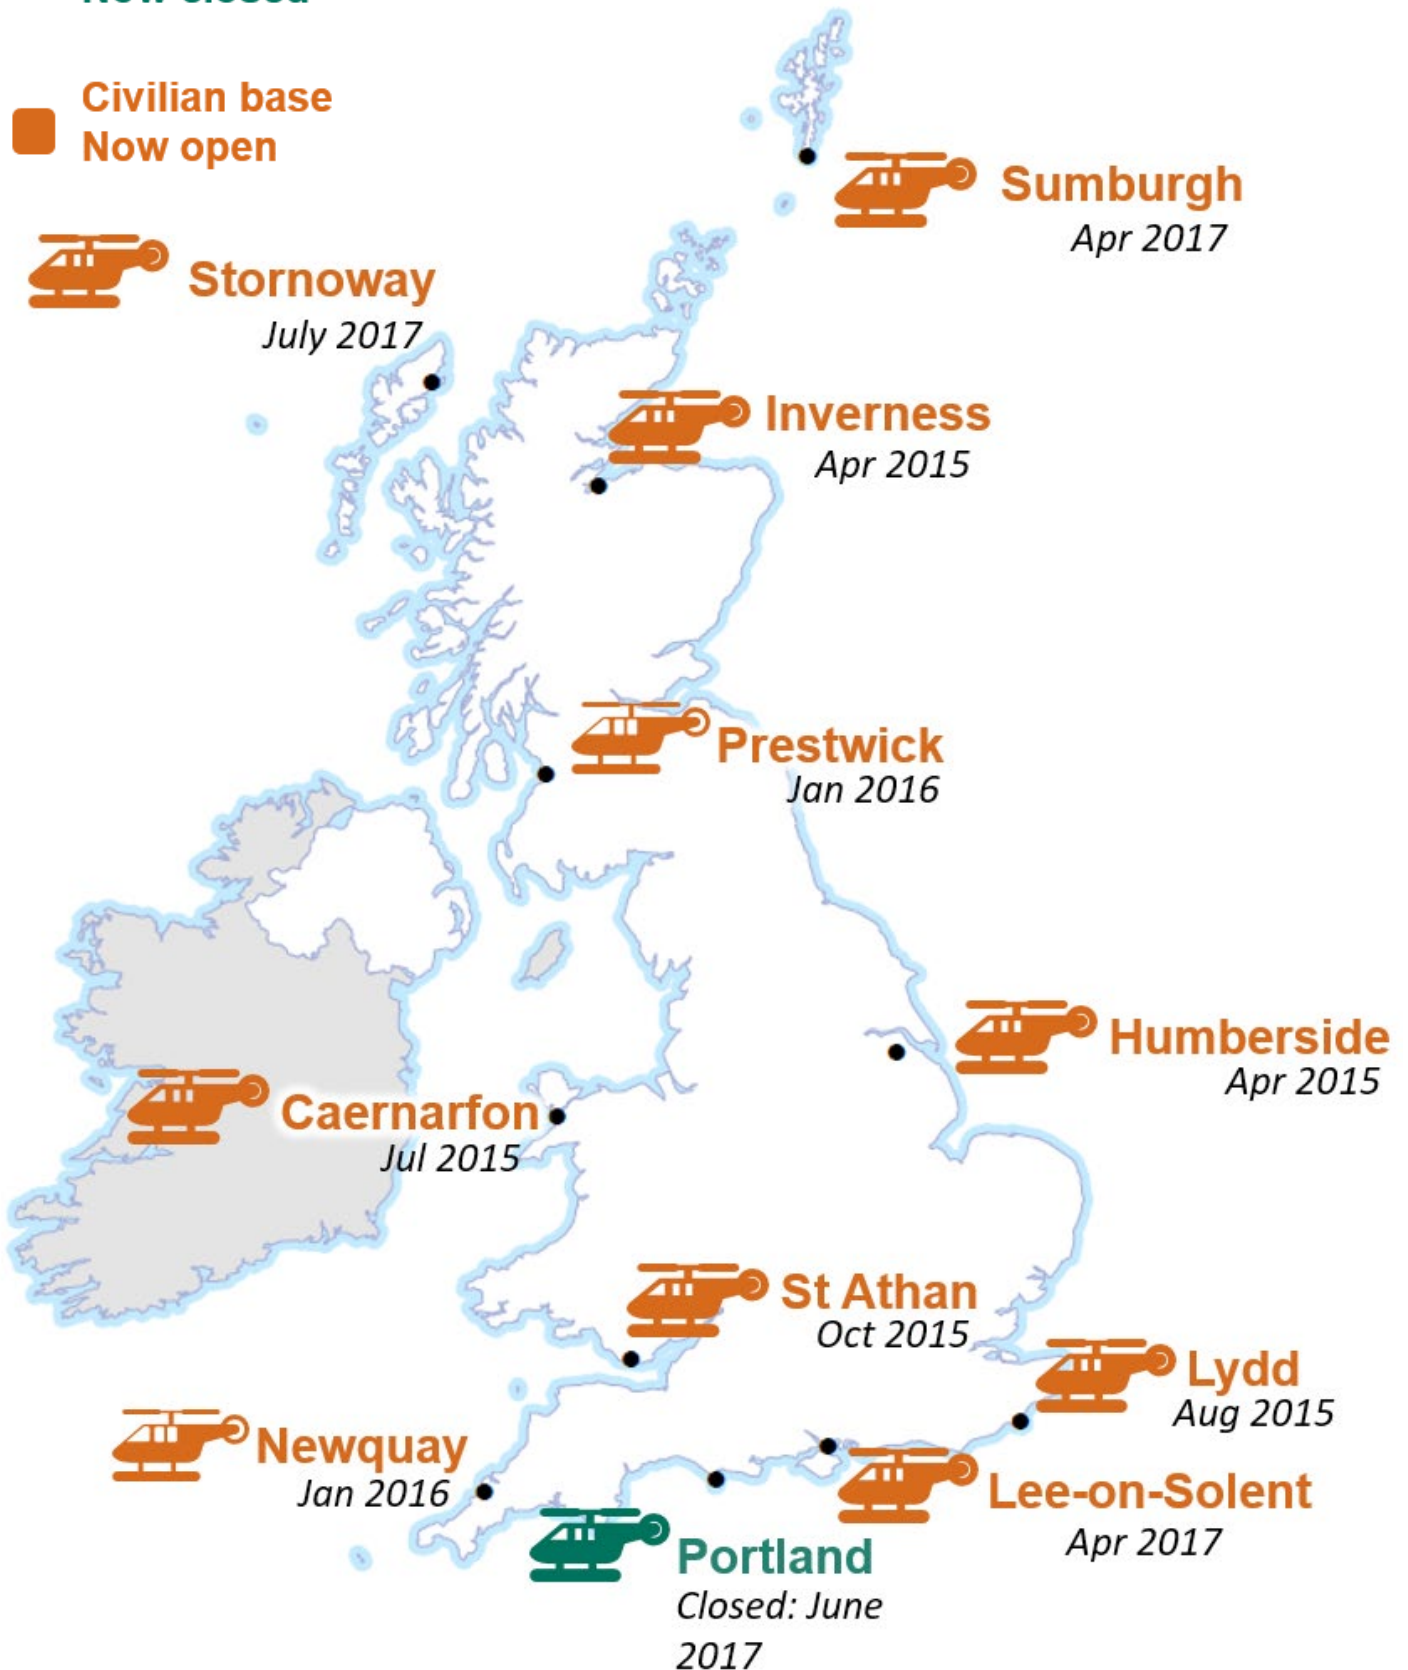 Now closed
Civilian base
Now open
Sumburgh
Apr 2017
Stornoway
July 2017
Inverness
Apr 2015
Prestwick
Jan 2016
Humberside
Apr 2015
Caernarfon
Jul 2015
St Athan
Oct 2015
Lydd
Aug 2015
Newquay
Jan 2016
Lee-on-Solent
Apr 2017
Portland
Closed: June
2017